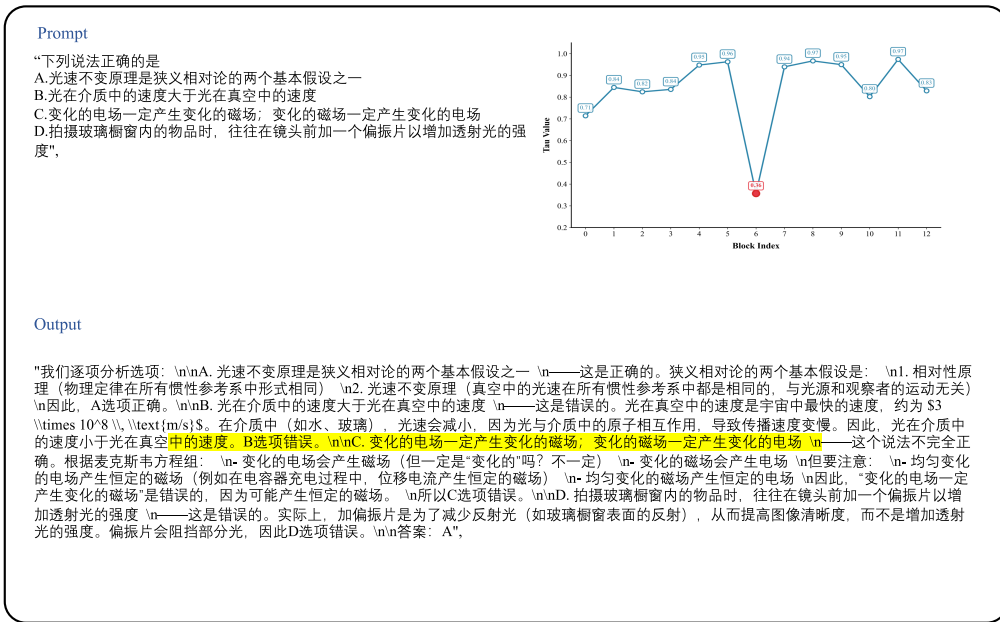 Prompt
“下列说法正确的是
A.光速不变原理是狭义相对论的两个基本假设之一
B.光在介质中的速度大于光在真空中的速度
C.变化的电场一定产生变化的磁场；变化的磁场一定产生变化的电场
D.拍摄玻璃橱窗内的物品时，往往在镜头前加一个偏振片以增加透射光的强
度",
Tau Value
1.0
0.9
0.8
0.7
0.6
0.5
0.4
0.3
0.2
0.71
0.84
0.82
0.84
0.95
0.96
0.36
0.94
0.97
0.95
0.80
0.97
0.83
0 1 2 3 4 5 6 7 8 9 10 11 12
Block Index
Output
"我们逐项分析选项：\n\nA. 光速不变原理是狭义相对论的两个基本假设之一 \n——这是正确的。狭义相对论的两个基本假设是： \n1. 相对性原
理（物理定律在所有惯性参考系中形式相同） \n2. 光速不变原理（真空中的光速在所有惯性参考系中都是相同的，与光源和观察者的运动无关）
\n因此，A选项正确。\n\nB. 光在介质中的速度大于光在真空中的速度 \n——这是错误的。光在真空中的速度是宇宙中最快的速度，约为 $3
\\times 10^8 \\, \\text{m/s}$。在介质中（如水、玻璃），光速会减小，因为光与介质中的原子相互作用，导致传播速度变慢。因此，光在介质中
的速度小于光在真空中的速度。B选项错误。\n\nC. 变化的电场一定产生变化的磁场；变化的磁场一定产生变化的电场 \n——这个说法不完全正
确。根据麦克斯韦方程组： \n- 变化的电场会产生磁场（但一定是“变化的”吗？不一定） \n- 变化的磁场会产生电场 \n但要注意： \n- 均匀变化
的电场产生恒定的磁场（例如在电容器充电过程中，位移电流产生恒定的磁场） \n- 均匀变化的磁场产生恒定的电场 \n因此，“变化的电场一定
产生变化的磁场”是错误的，因为可能产生恒定的磁场。 \n所以C选项错误。\n\nD. 拍摄玻璃橱窗内的物品时，往往在镜头前加一个偏振片以增
加透射光的强度 \n——这是错误的。实际上，加偏振片是为了减少反射光（如玻璃橱窗表面的反射），从而提高图像清晰度，而不是增加透射
光的强度。偏振片会阻挡部分光，因此D选项错误。\n\n答案：A",